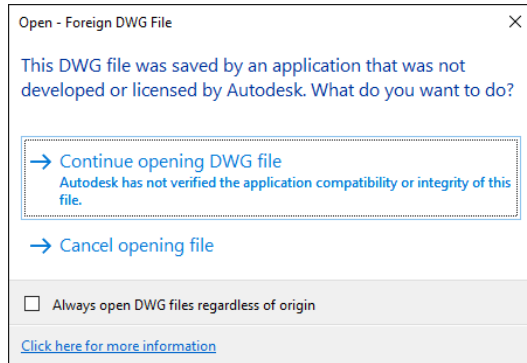 Open - Foreign DWG File
This DWG file was saved by an application that was not
developed or licensed by Autodesk. What do you want to do?
Continue opening DWG file
Autodesk has not verified the application compatibility or integrity of this
file.
Cancel opening file
Always open DWG files regardless of origin
Click here for more information